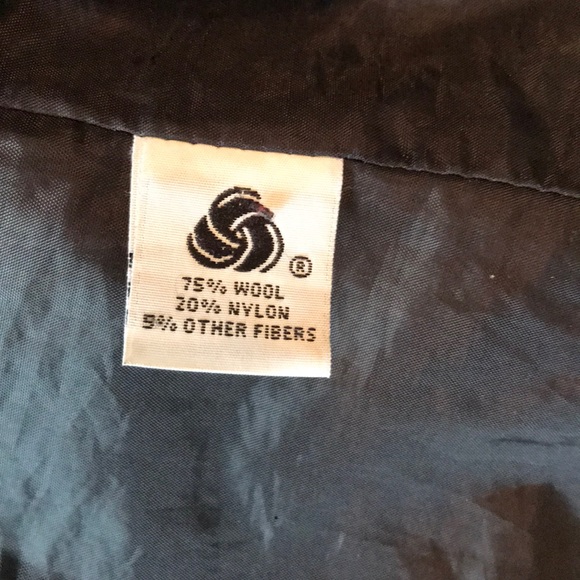 ®
75% WOOL
20% NYLON
5% OTHER FIBERS